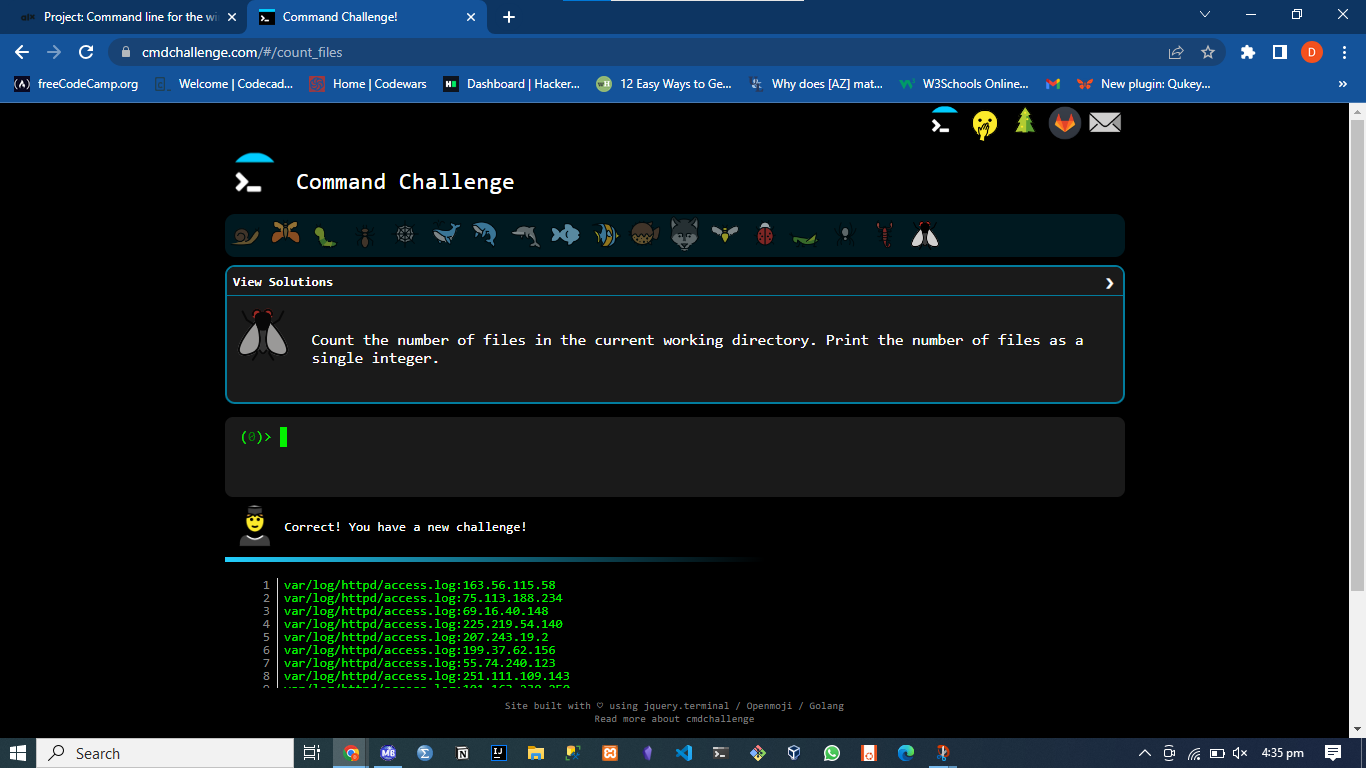 Project: Command line for the wi
Command Challenge!
cmdchallenge.com/#/count_files
D
freeCodeCamp.org
Welcome | Codecad...
Home | Codewars
Dashboard | Hacker...
12 Easy Ways to Ge...
Why does [AZ] mat...
W3Schools Online...
New plugin: Qukey...
»
Command Challenge
View Solutions
Count the number of files in the current working directory. Print the number of files as a
single integer.
(0)>
Correct! You have a new challenge!
1 var/log/httpd/access.log:163.56.115.58
2 var/log/httpd/access.log:75.113.188.234
3 var/log/httpd/access.log:69.16.40.148
4 var/log/httpd/access.log:225.219.54.140
5 var/log/httpd/access.log:207.243.19.2
6 var/log/httpd/access.log:199.37.62.156
7 var/log/httpd/access.log:55.74.240.123
8 var/log/httpd/access.log:251.111.109.143
Site built with ♡ using jquery.terminal / Openmoji / Golang
Read more about cmdchallenge
Search
4:35 pm